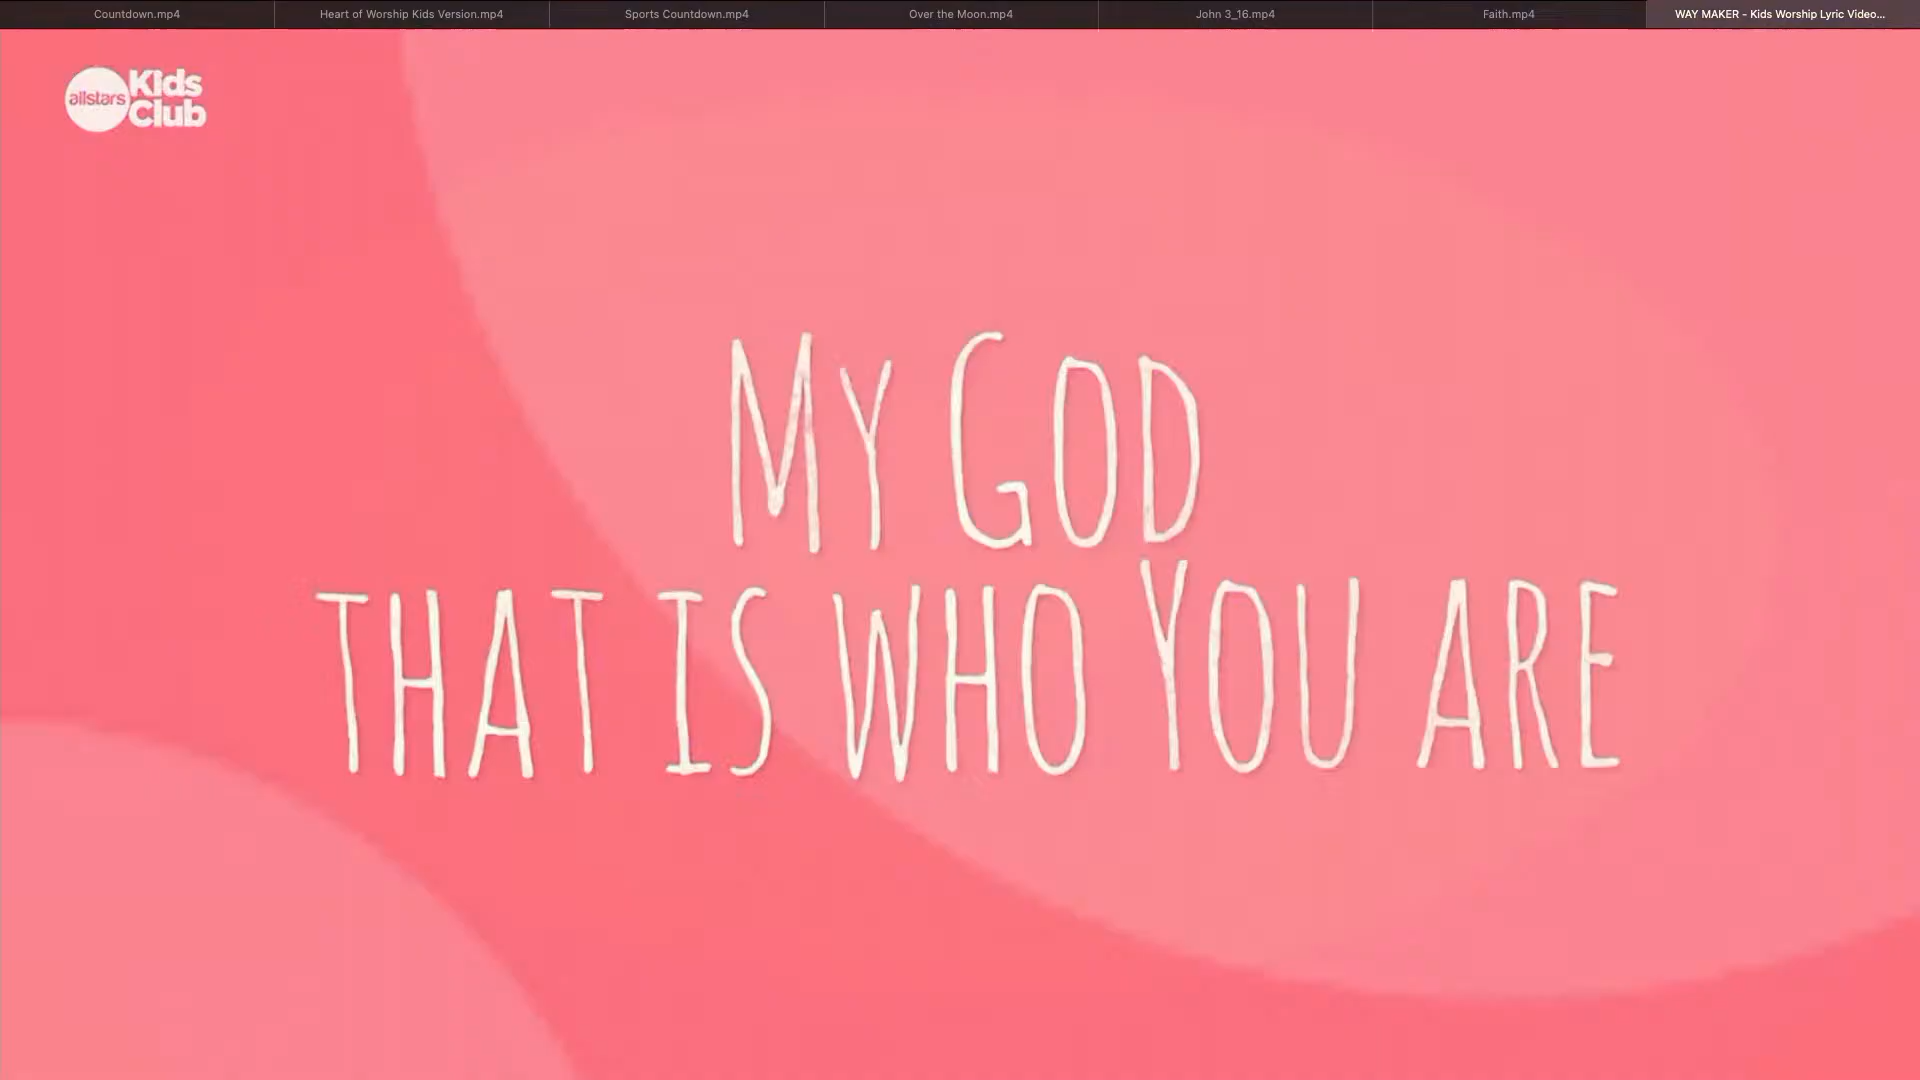 Countdown.mp4
Heart of Worship Kids Version.mp4
Sports Countdown.mp4
Over the Moon.mp4
John 3_16.mp4
Faith.mp4
WAY MAKER - Kids Worship Lyric Video...
allstars
Kids
Club
MY GOD
THAT IS WHO YOU ARE